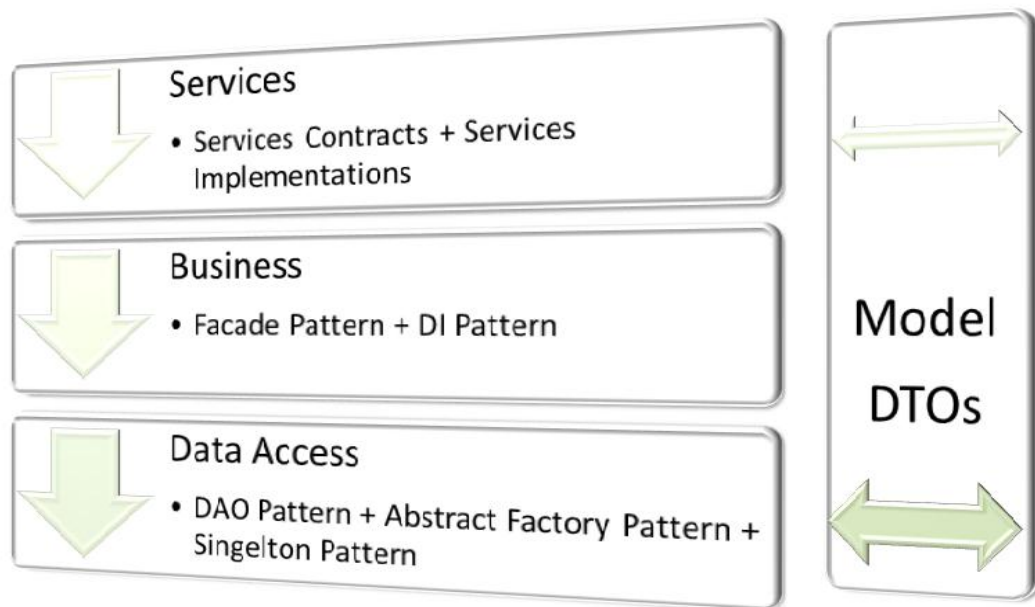 Services
• Services Contracts + Services
Implementations
Business
• Facade Pattern + DI Pattern
Data Access
• DAO Pattern + Abstract Factory Pattern +
Singelton Pattern
Model
DTOs